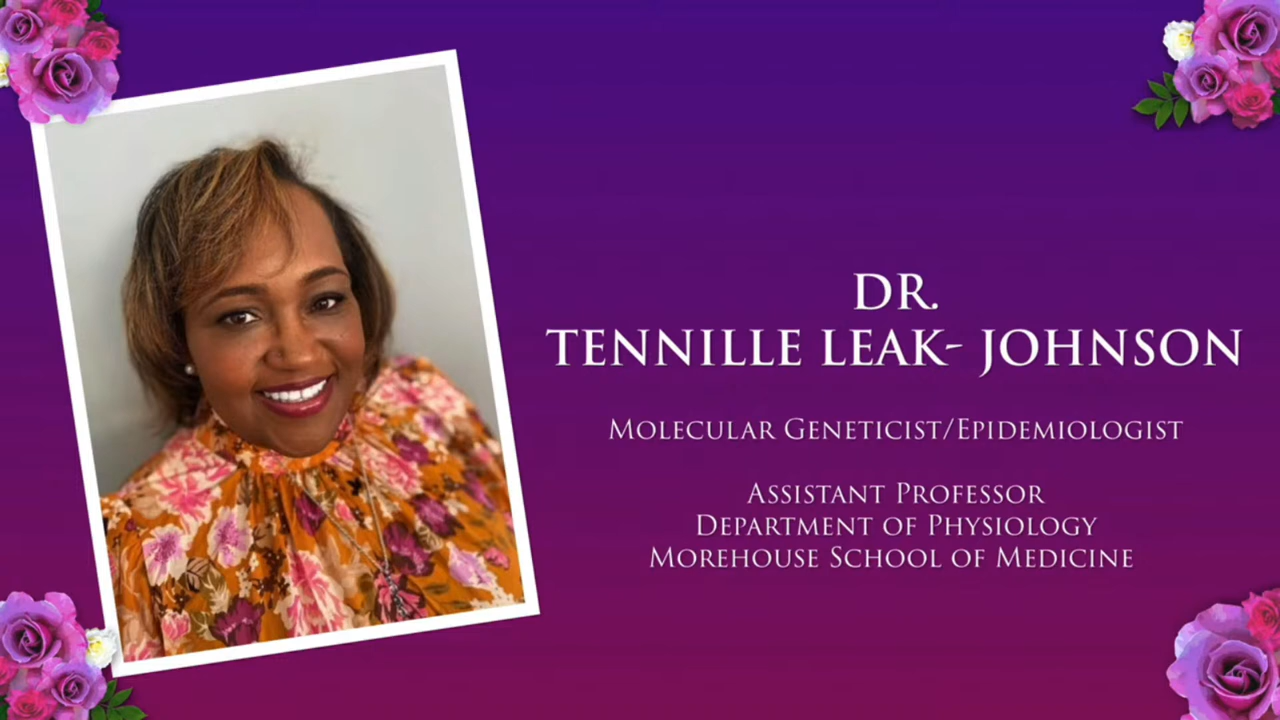 DR.
TENNILLE LEAK- JOHNSON
MOLECULAR GENETICIST/EPIDEMIOLOGIST
ASSISTANT PROFESSOR
DEPARTMENT OF PHYSIOLOGY
MOREHOUSE SCHOOL OF MEDICINE